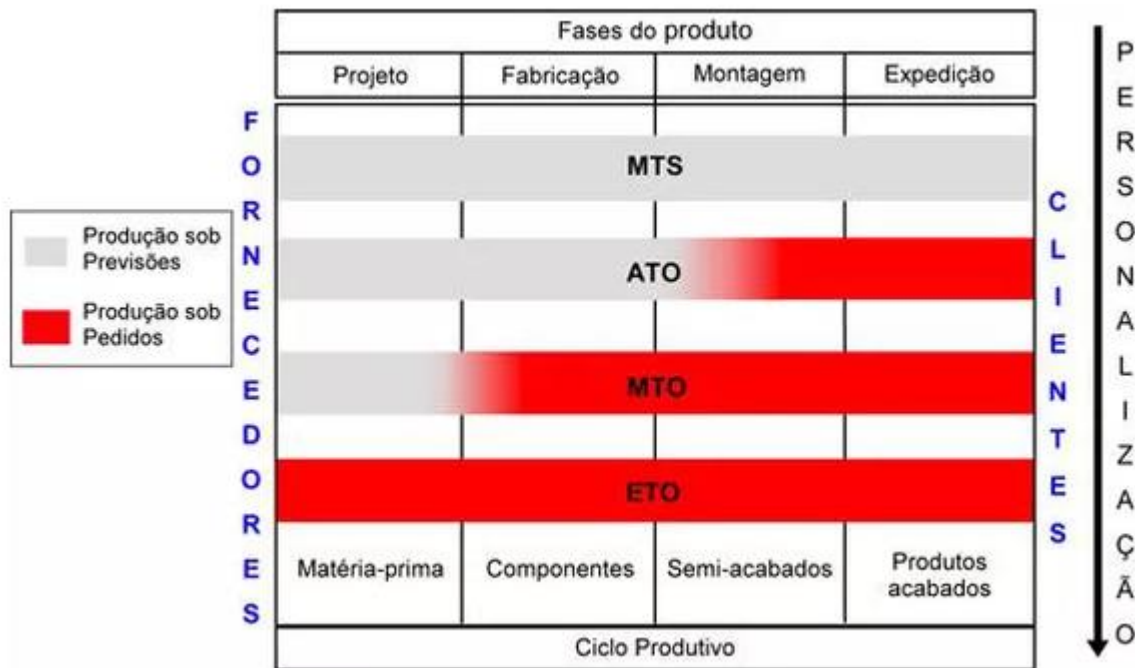 Fases do produto
Projeto Fabricação Montagem Expedição
FORNECEDORES
CLIENTES
PERSONALIZAÇÃO
MTS
Produção sob
Previsões
ATO
Produção sob
Pedidos
MTO
ETO
Matéria-prima Componentes Semi-acabados Produtos
acabados
Ciclo Produtivo